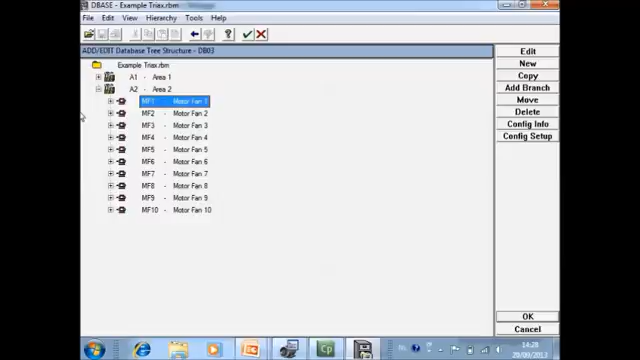 DBASE - Example Triax.rbm
File Edit View Hierarchy Tools Help
ADD/EDIT Database Tree Structure - DB03
Example Triax.rbm
A1 - Area 1
A2 - Area 2
MF1 - Motor Fan 1
MF2 - Motor Fan 2
MF3 - Motor Fan 3
MF4 - Motor Fan 4
MF5 - Motor Fan 5
MF6 - Motor Fan 6
MF7 - Motor Fan 7
MF8 - Motor Fan 8
MF9 - Motor Fan 9
MF10 - Motor Fan 10
Edit
New
Copy
Add Branch
Move
Delete
Config Info
Config Setup
OK
Cancel
14:28
20/09/2013